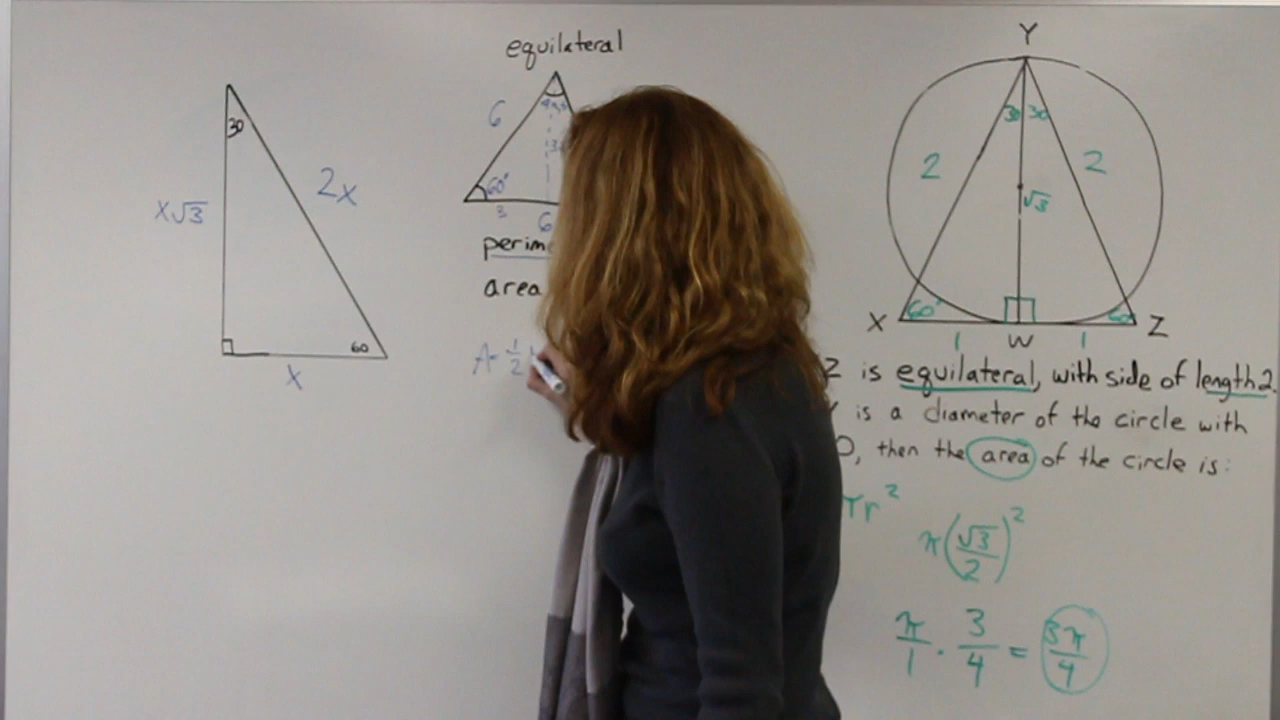 30
x√3
2x
60
x
equilateral
6
60°
3
6
area
A = 1/2
Y
30 30
2 2
√3
60° 60
X W Z
1 1
Z is equilateral, with side of length 2.
is a diameter of the circle with
O, then the area of the circle is:
r²
π(√3/2)²
π/1 · 3/4 = 3π/4